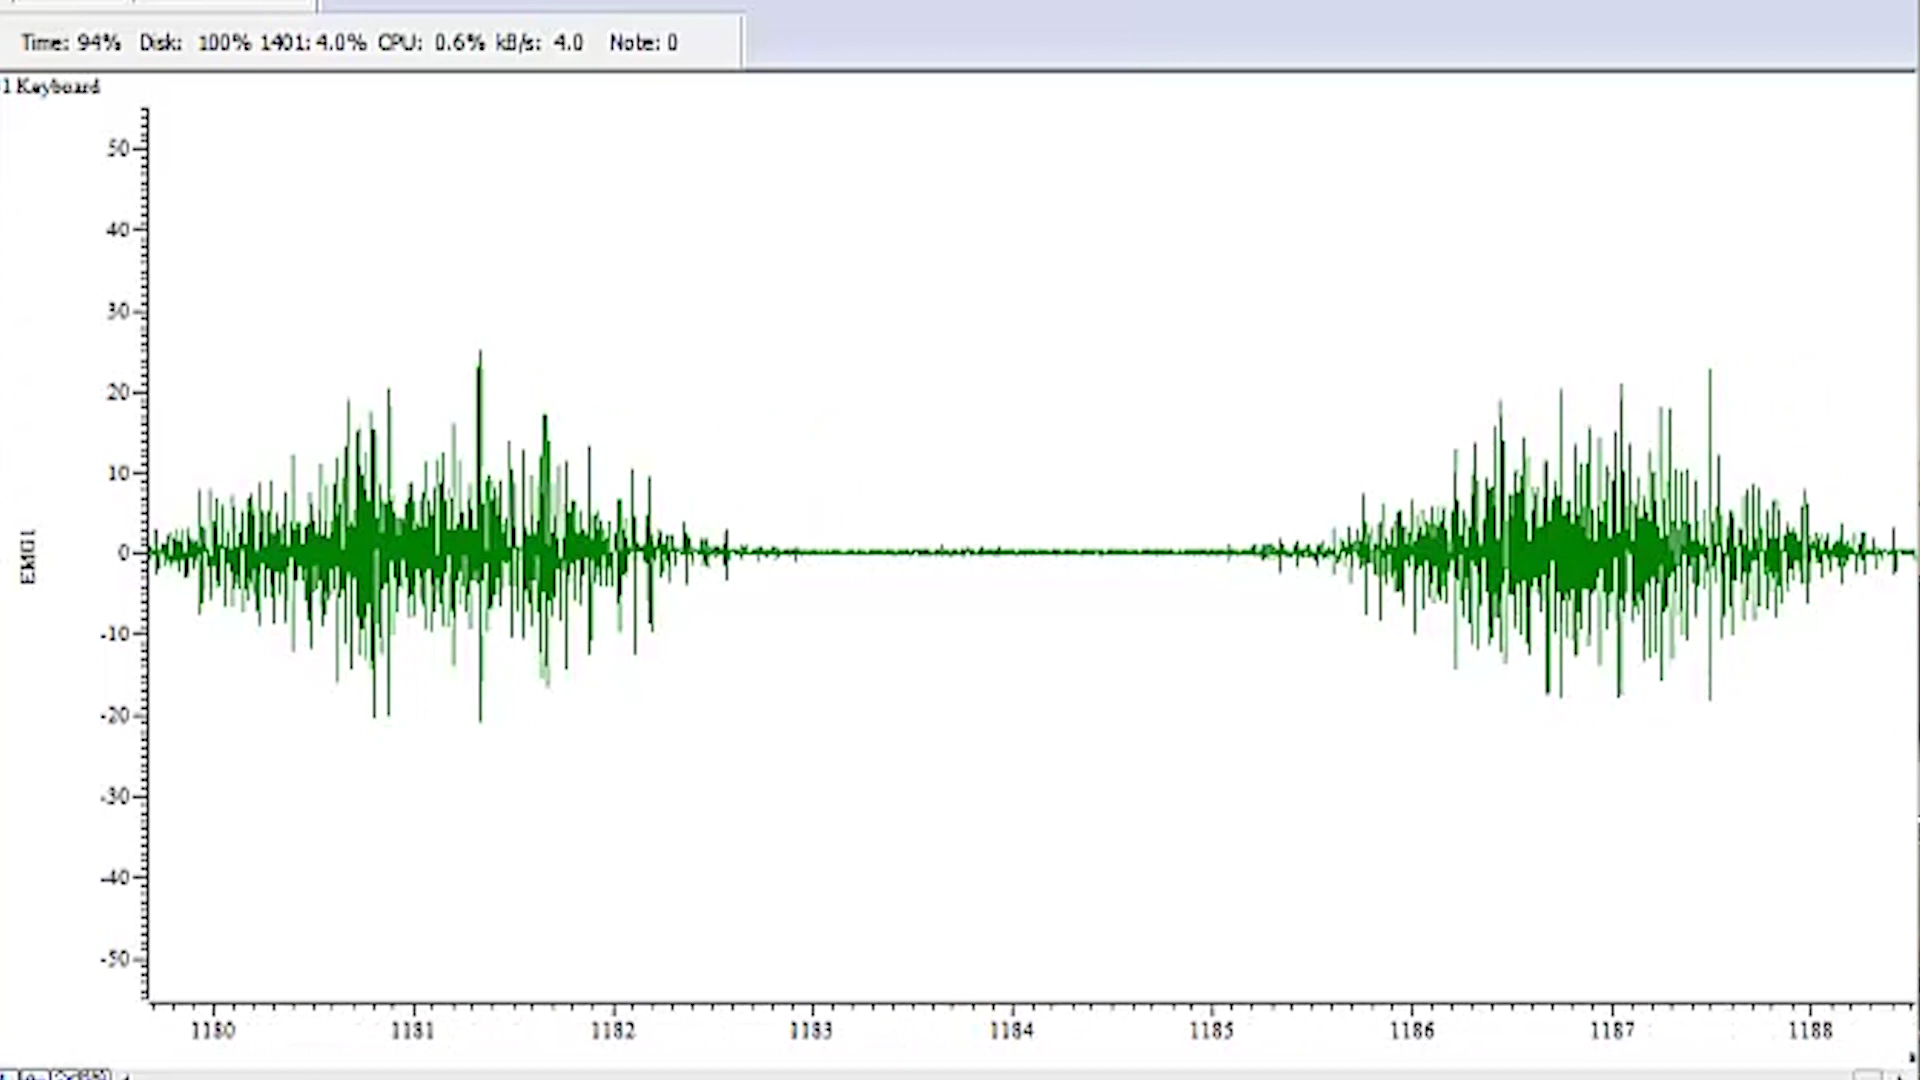 Time: 94% Disk: 100% 1401: 4.0% CPU: 0.6% kB/s: 4.0 Note: 0
1 Keyboard
50
40
30
20
10
0
-10
-20
-30
-40
-50
EMG1
1180 1181 1182 1183 1184 1185 1186 1187 1188